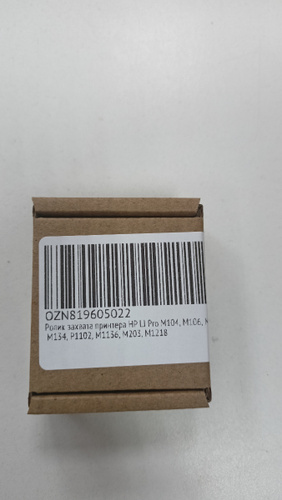 OZN819605022
Ролик захвата принтера HP LJ Pro M104, M106,
M134, P1102, M1136, M203, M1218